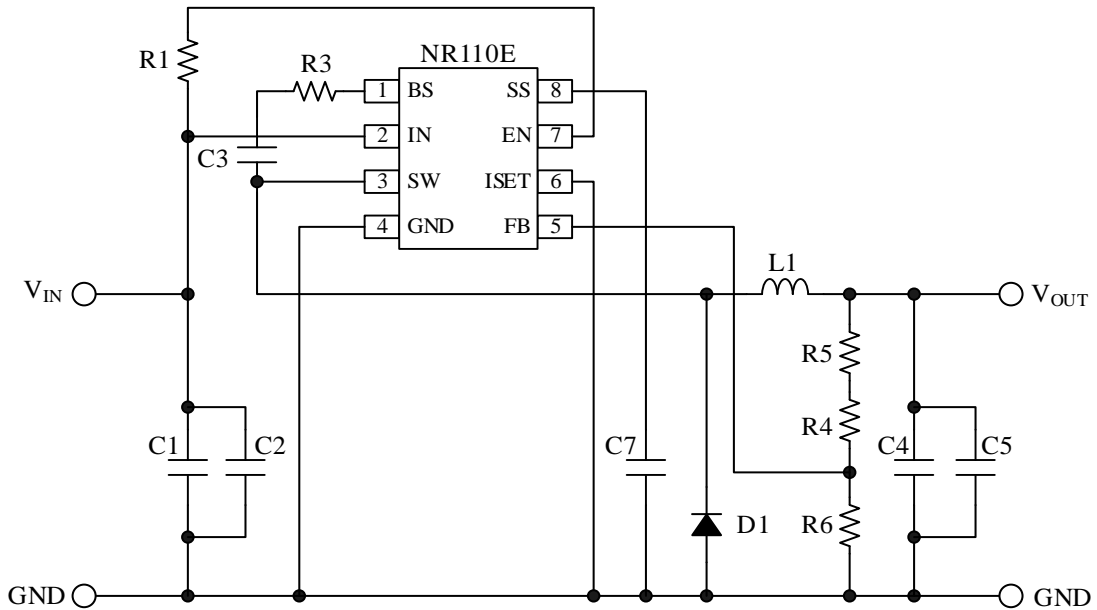 NR110E
R1
R3
1 BS
SS 8
2 IN
EN 7
C3
3 SW
ISET 6
4 GND
FB 5
L1
VIN
VOUT
R5
R4
C1
C2
C7
C4
C5
D1
R6
GND
GND